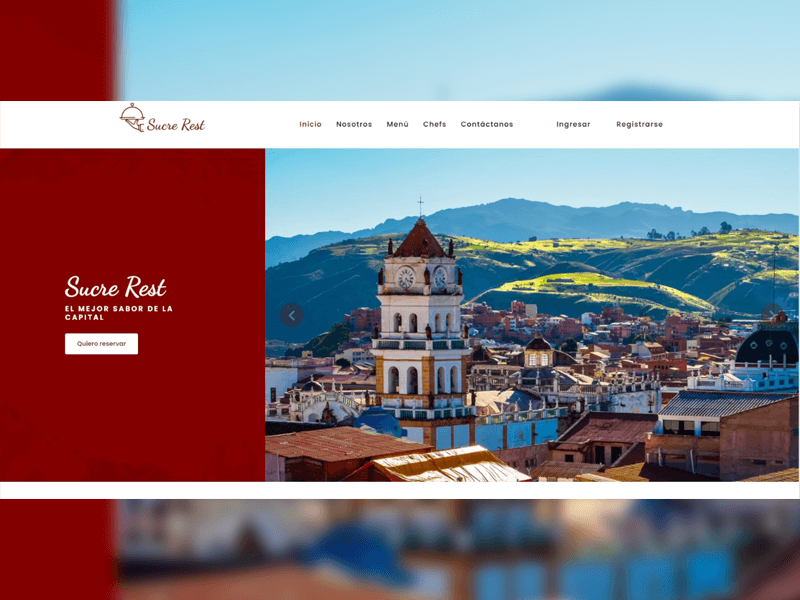 Sucre Rest
Inicio Nosotros Menú Chefs Contáctanos Ingresar Registrarse
Sucre Rest
EL MEJOR SABOR DE LA
CAPITAL
Quiero reservar